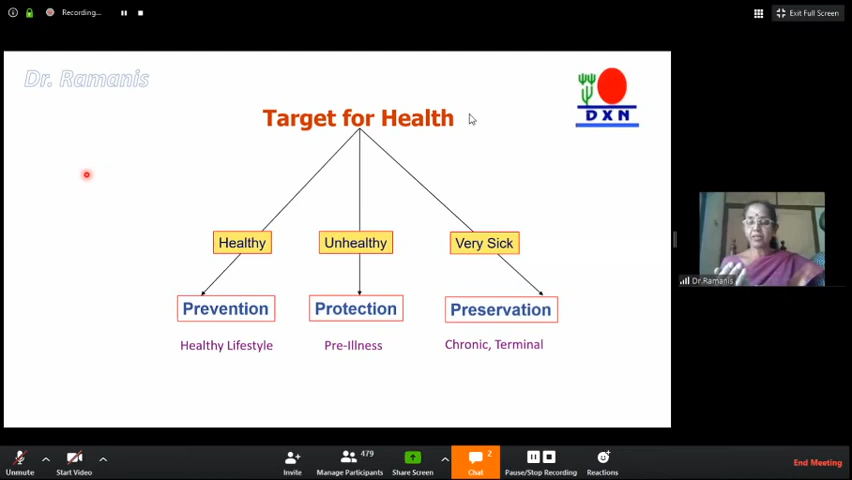 Recording...
Exit Full Screen
Dr. Ramanis
DXN
Target for Health
Healthy
Unhealthy
Very Sick
Prevention
Protection
Preservation
Healthy Lifestyle
Pre-Illness
Chronic, Terminal
Dr.Ramanis
Unmute
Start Video
Invite
479
Manage Participants
Share Screen
2
Chat
Pause/Stop Recording
Reactions
End Meeting